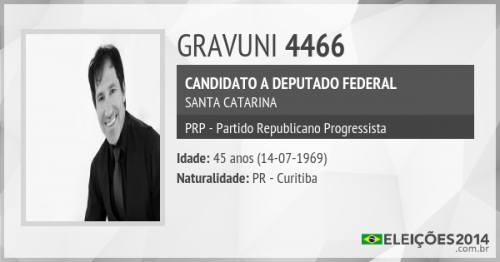 GRAVUNI 4466
CANDIDATO A DEPUTADO FEDERAL
SANTA CATARINA
PRP - Partido Republicano Progressista
Idade: 45 anos (14-07-1969)
Naturalidade: PR - Curitiba
ELEIÇÕES2014
.com.br